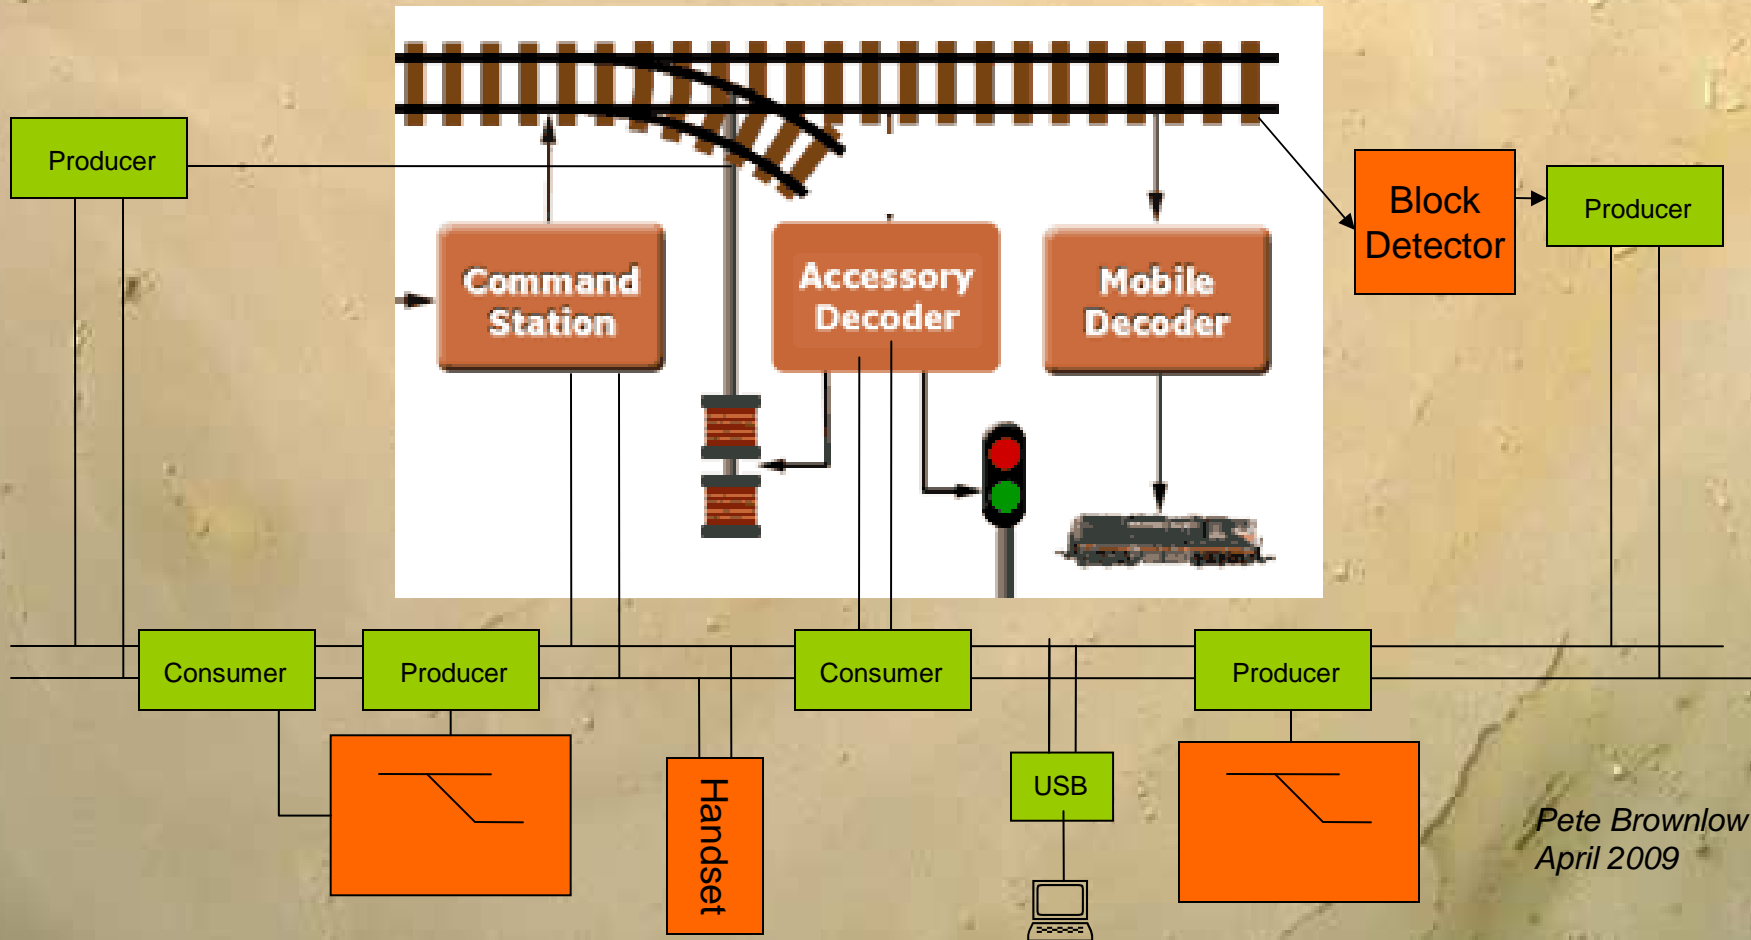 Producer
Command
Station
Accessory
Decoder
Mobile
Decoder
Block
Detector
Producer
Consumer
Producer
Consumer
Producer
Handset
USB
Pete Brownlow
April 2009